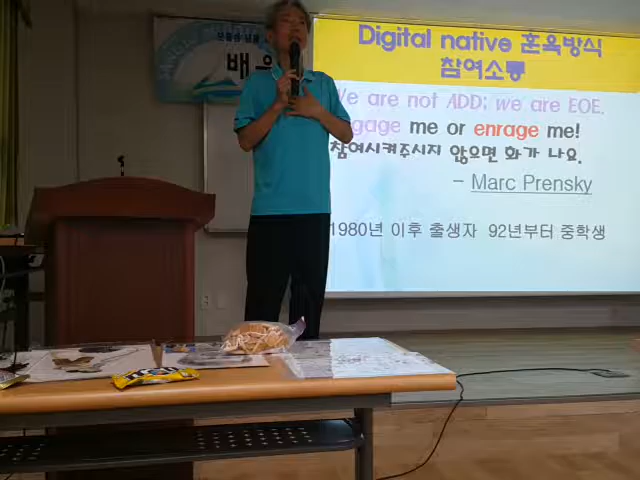 Digital native 훈육방식
참여소통
e are not ADD; we are EOE.
gage me or enrage me!
참여시켜주시지 않으면 화가 나요.
– Marc Prensky
1980년 이후 출생자 92년부터 중학생
배움